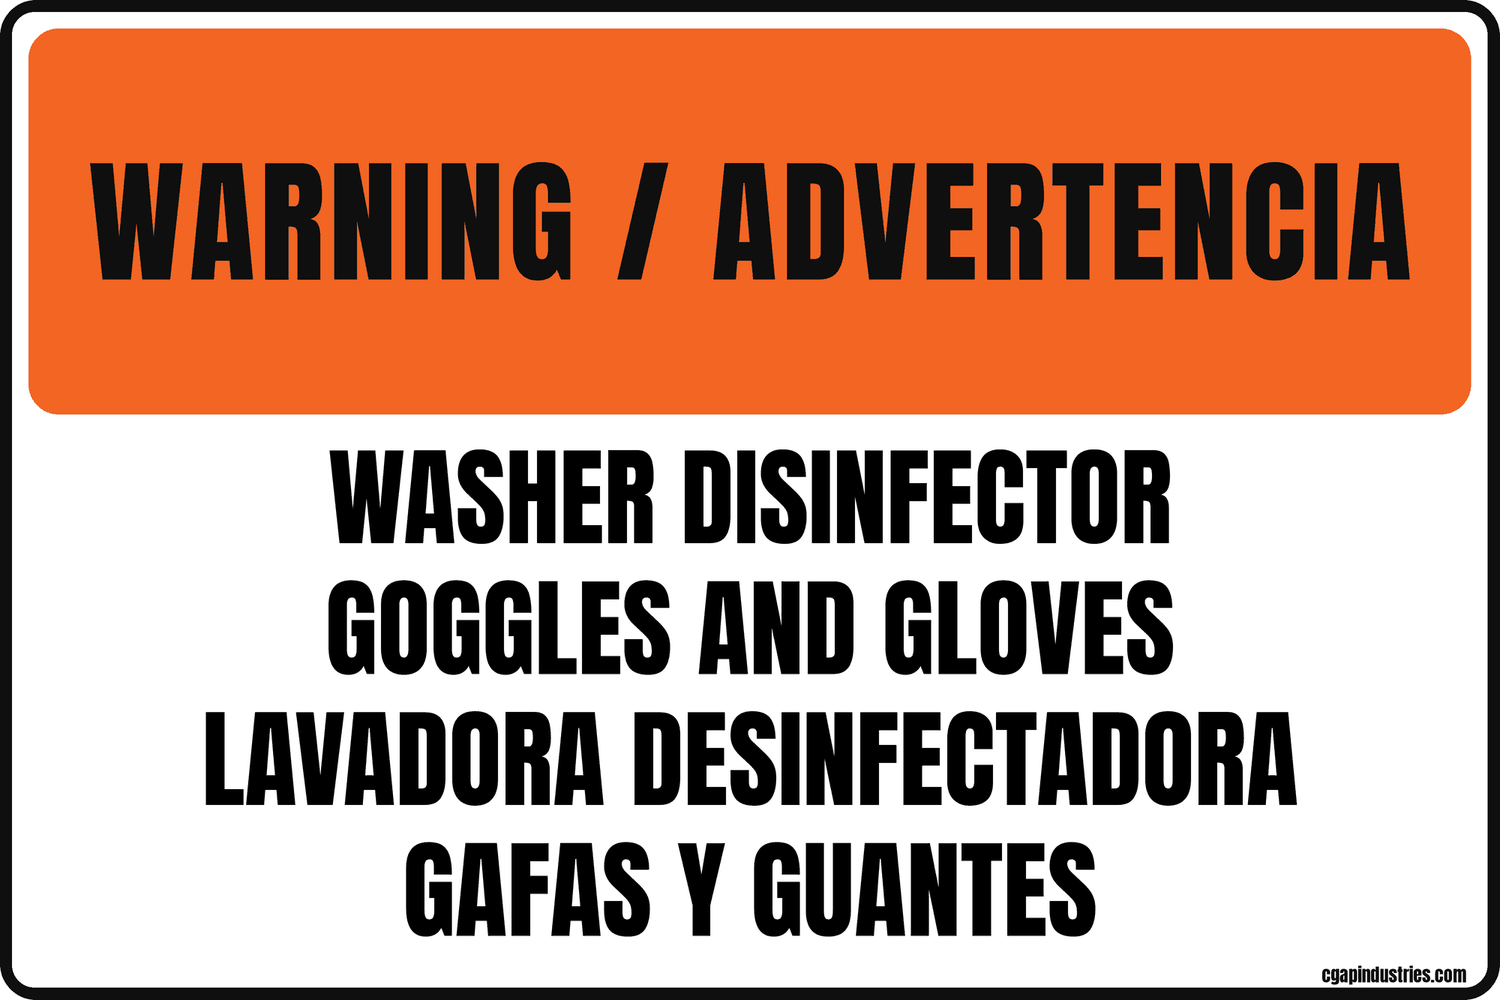 WARNING / ADVERTENCIA
WASHER DISINFECTOR
GOGGLES AND GLOVES
LAVADORA DESINFECTADORA
GAFAS Y GUANTES
cgapindustries.com